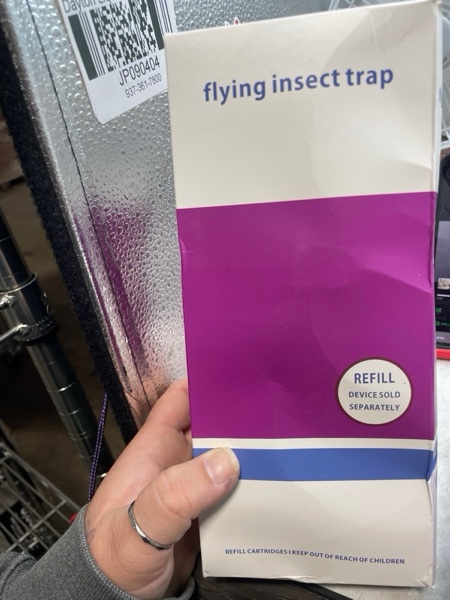 JP090404
937-361-7800
flying insect trap
REFILL
DEVICE SOLD
SEPARATELY
REFILL CARTRIDGES I KEEP OUT OF REACH OF CHILDREN